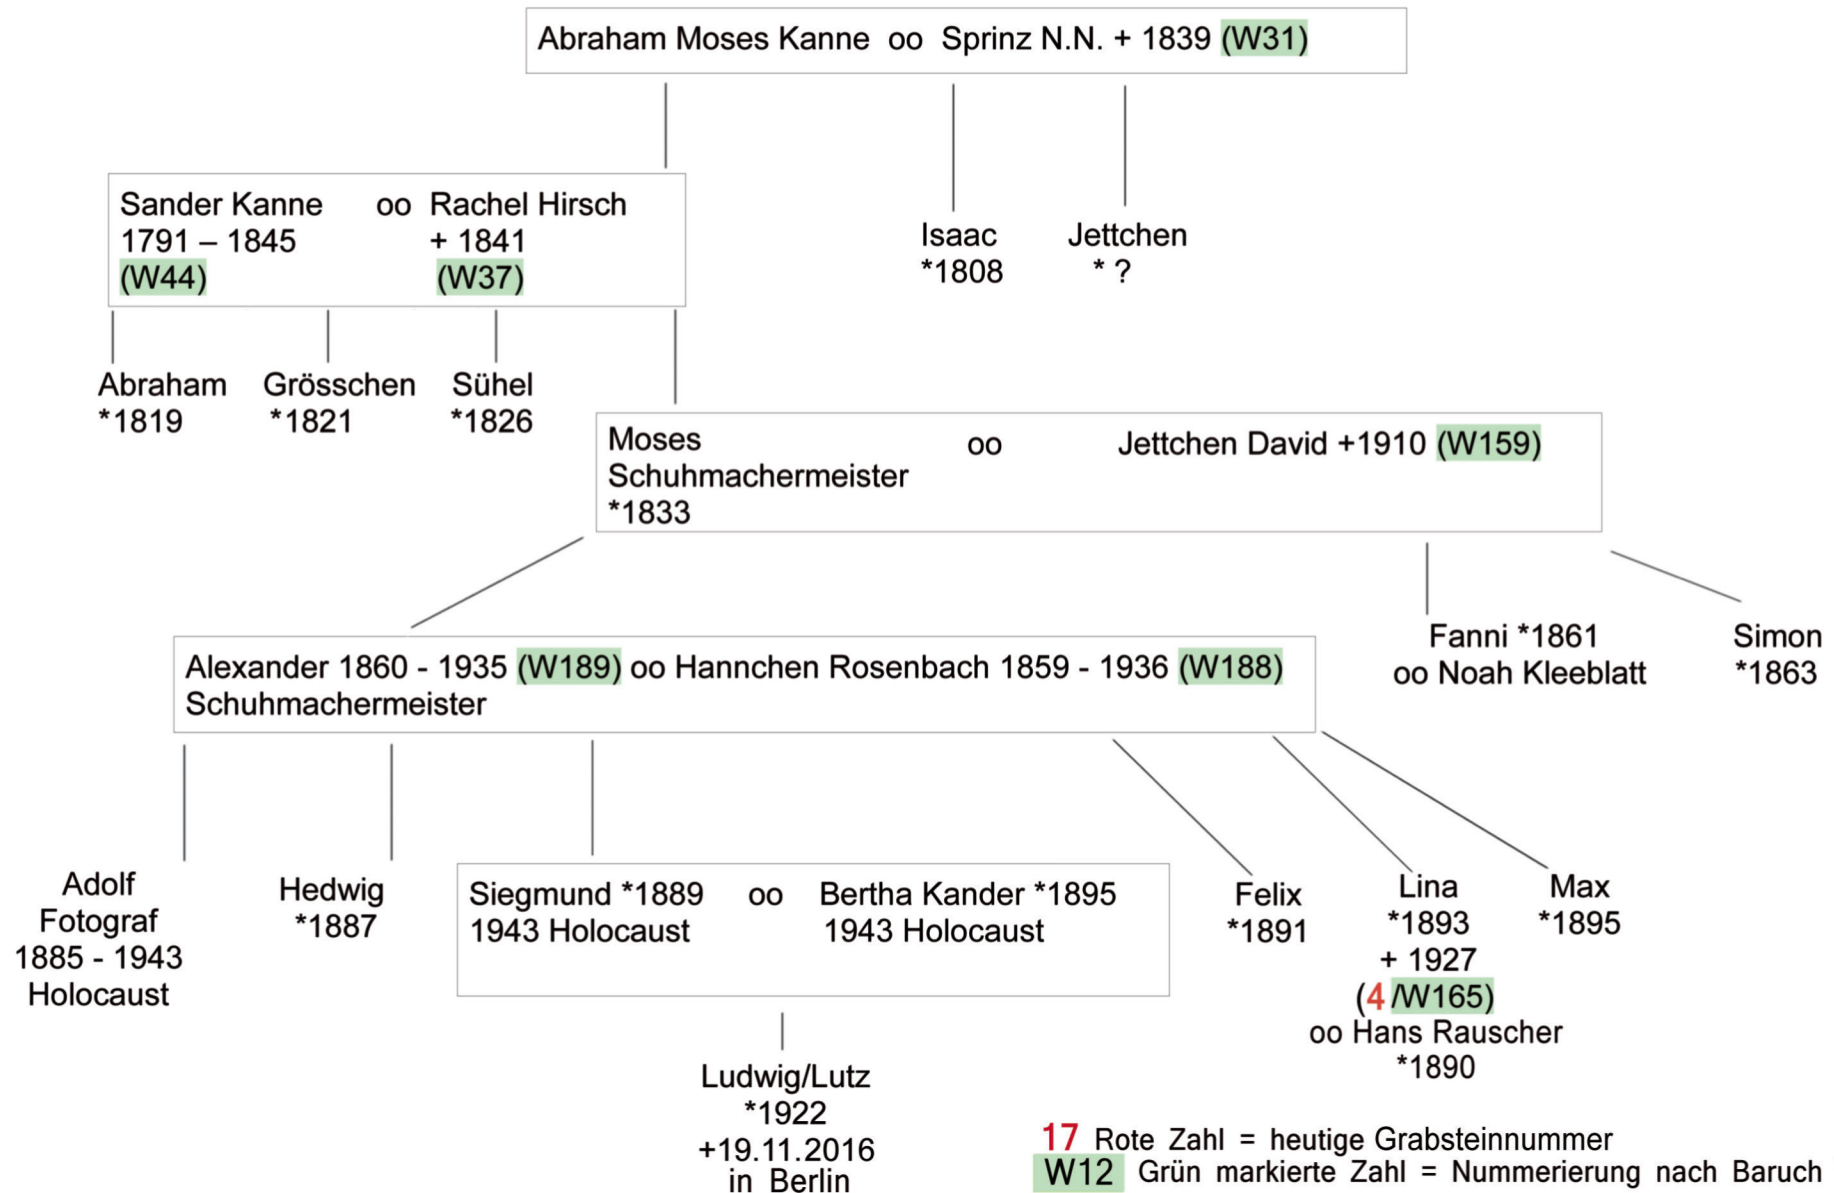 Abraham Moses Kanne oo Sprinz N.N. + 1839 (W31)
Sander Kanne oo Rachel Hirsch
1791 – 1845 + 1841
(W44) (W37)
Isaac
*1808
Jettchen
* ?
Abraham
*1819
Grösschen
*1821
Sühel
*1826
Moses oo Jettchen David +1910 (W159)
Schuhmachermeister
*1833
Alexander 1860 - 1935 (W189) oo Hannchen Rosenbach 1859 - 1936 (W188)
Schuhmachermeister
Fanni *1861
oo Noah Kleeblatt
Simon
*1863
Adolf
Fotograf
1885 - 1943
Holocaust
Hedwig
*1887
Siegmund *1889 oo Bertha Kander *1895
1943 Holocaust 1943 Holocaust
Felix
*1891
Lina
*1893
+ 1927
(4 /W165)
oo Hans Rauscher
*1890
Max
*1895
Ludwig/Lutz
*1922
+19.11.2016
in Berlin
17 Rote Zahl = heutige Grabsteinnummer
W12 Grün markierte Zahl = Nummerierung nach Baruch